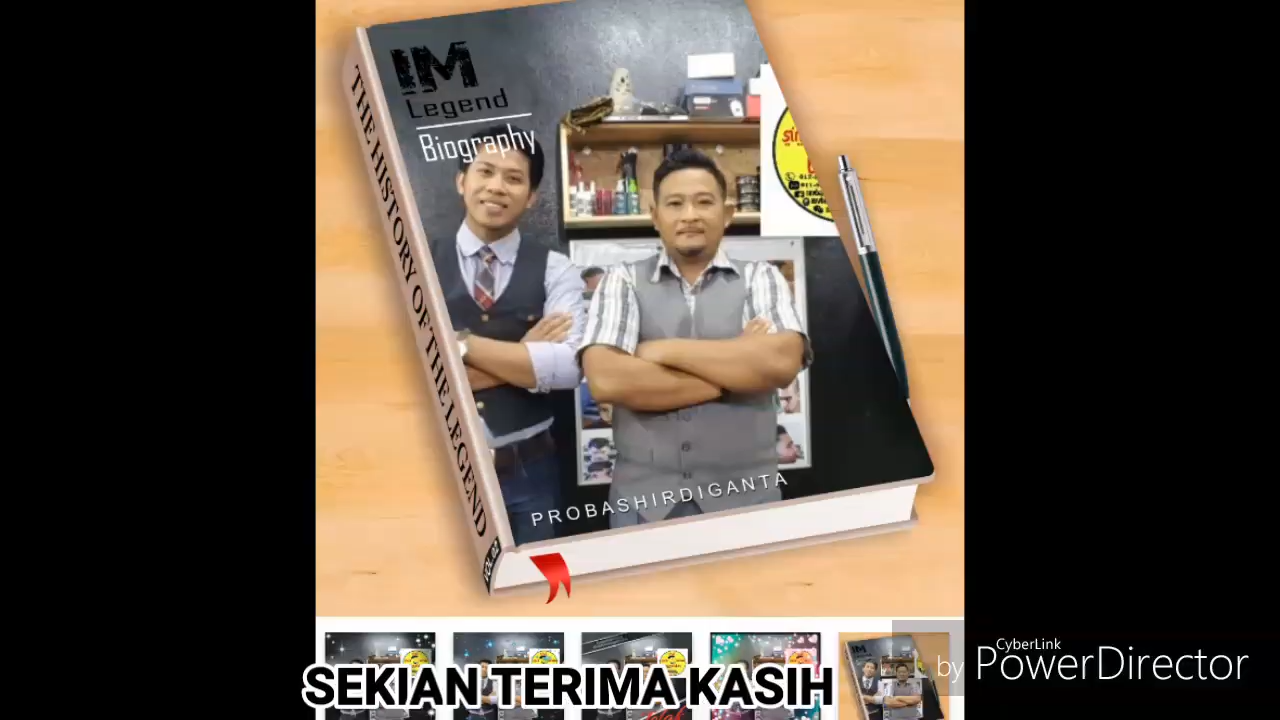 IM
Legend
Biography
THE HISTORY OF THE LEGEND
PROBASHIRDIGANTA
SEKIAN TERIMA KASIH
by CyberLink
PowerDirector